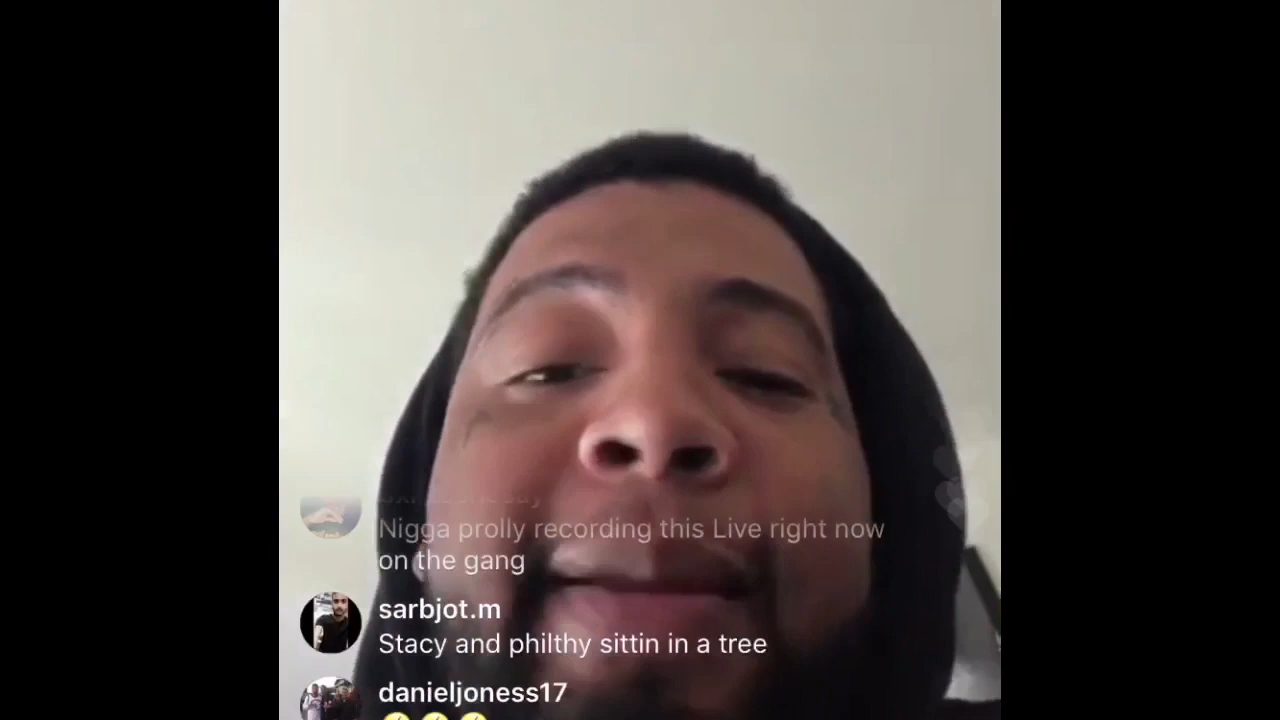 Nigga prolly recording this Live right now
on the gang
sarbjot.m
Stacy and philthy sittin in a tree
danieljoness17